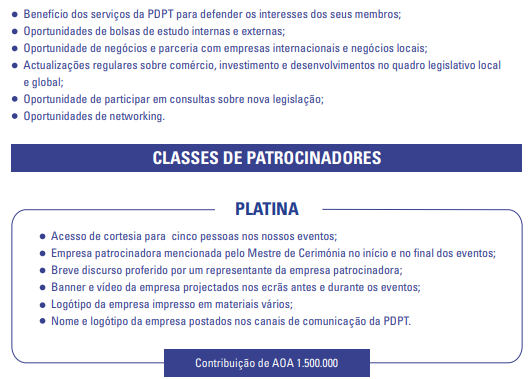 • Benefício dos serviços da PDPT para defender os interesses dos seus membros;
• Oportunidades de bolsas de estudo internas e externas;
• Oportunidade de negócios e parceria com empresas internacionais e negócios locais;
• Actualizações regulares sobre comércio, investimento e desenvolvimentos no quadro legislativo local
e global;
• Oportunidade de participar em consultas sobre nova legislação;
• Oportunidades de networking.
CLASSES DE PATROCINADORES
PLATINA
• Acesso de cortesia para cinco pessoas nos nossos eventos;
• Empresa patrocinadora mencionada pelo Mestre de Cerimónia no início e no final dos eventos;
• Breve discurso proferido por um representante da empresa patrocinadora;
• Banner e vídeo da empresa projectados nos ecrãs antes e durante os eventos;
• Logótipo da empresa impresso em materiais vários;
• Nome e logótipo da empresa postados nos canais de comunicação da PDPT.
Contribuição de AOA 1.500.000